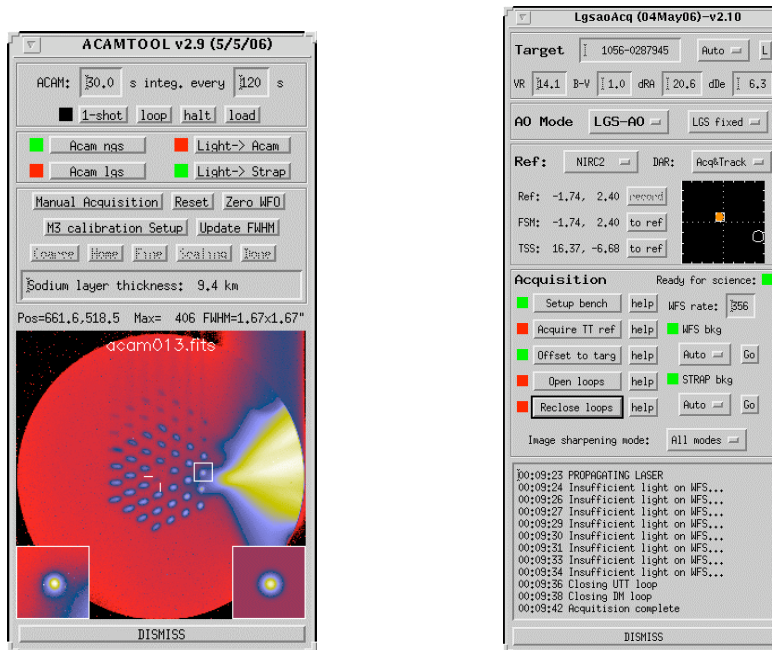 ACAMTOOL v2.9 (5/5/06)
ACAM: 30.0 s integ. every 120 s
1-shot loop halt load
Acam ngs Light-> Acam
Acam lgs Light-> Strap
Manual Acquisition Reset Zero WFO
M3 calibration Setup Update FWHM
Coarse Home Fine Scaling Done
Sodium layer thickness: 9.4 km
Pos=661.6,518.5 Max= 406 FWHM=1.67x1.67"
acam013.fits
DISMISS
LgsaoAcq (04May06)-v2.10
Target 1056-0287945 Auto L
VR 14.1 B-V 1.0 dRA 20.6 dDe 6.3
AO Mode LGS-AO LGS fixed
Ref: NIRC2 DAR: Acq&Track
Ref: -1.74, 2.40 record
FSM: -1.74, 2.40 to ref
TSS: 16.37, -6.68 to ref
Acquisition Ready for science:
Setup bench help WFS rate: 356
Acquire TT ref help WFS bkg
Offset to targ help Auto Go
Open loops help STRAP bkg
Reclose loops help Auto Go
Image sharpening mode: All modes
00:09:23 PROPAGATING LASER
00:09:24 Insufficient light on WFS...
00:09:26 Insufficient light on WFS...
00:09:27 Insufficient light on WFS...
00:09:29 Insufficient light on WFS...
00:09:30 Insufficient light on WFS...
00:09:31 Insufficient light on WFS...
00:09:33 Insufficient light on WFS...
00:09:34 Insufficient light on WFS...
00:09:36 Closing UTT loop
00:09:38 Closing DM loop
00:09:42 Acquitision complete
DISMISS